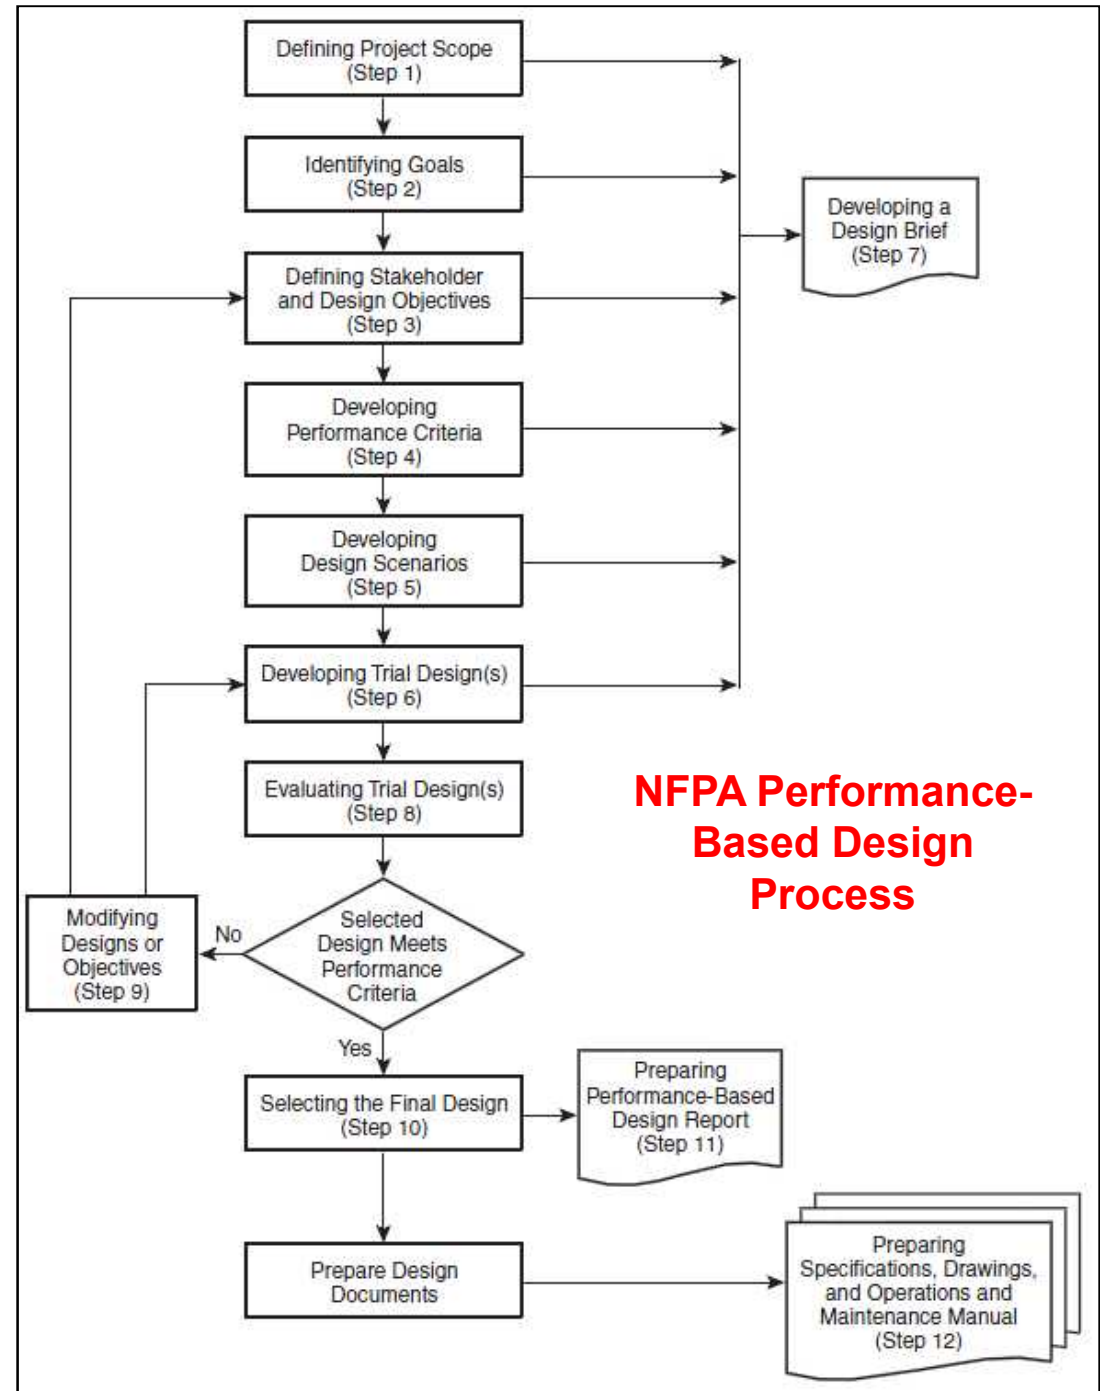 Defining Project Scope
(Step 1)
Identifying Goals
(Step 2)
Developing a
Design Brief
(Step 7)
Defining Stakeholder
and Design Objectives
(Step 3)
Developing
Performance Criteria
(Step 4)
Developing
Design Scenarios
(Step 5)
Developing Trial Design(s)
(Step 6)
Evaluating Trial Design(s)
(Step 8)
NFPA Performance-
Based Design
Process
Modifying
Designs or
Objectives
(Step 9)
No
Selected
Design Meets
Performance
Criteria
Yes
Selecting the Final Design
(Step 10)
Preparing
Performance-Based
Design Report
(Step 11)
Prepare Design
Documents
Preparing
Specifications, Drawings,
and Operations and
Maintenance Manual
(Step 12)